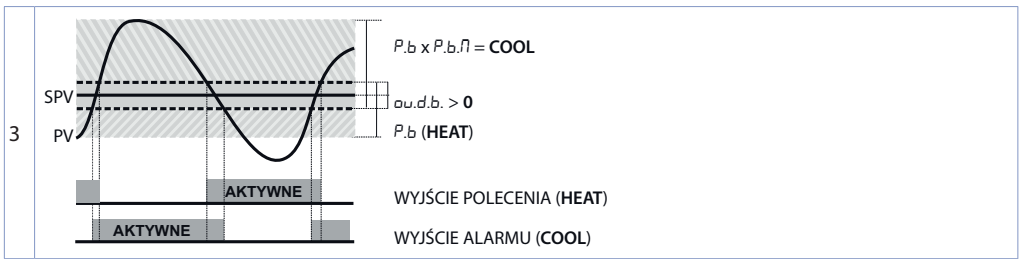 3
P.b x P.b.M = COOL
SPV
ou.d.b. > 0
PV
P.b (HEAT)
AKTYWNE
WYJŚCIE POLECENIA (HEAT)
AKTYWNE
WYJŚCIE ALARMU (COOL)